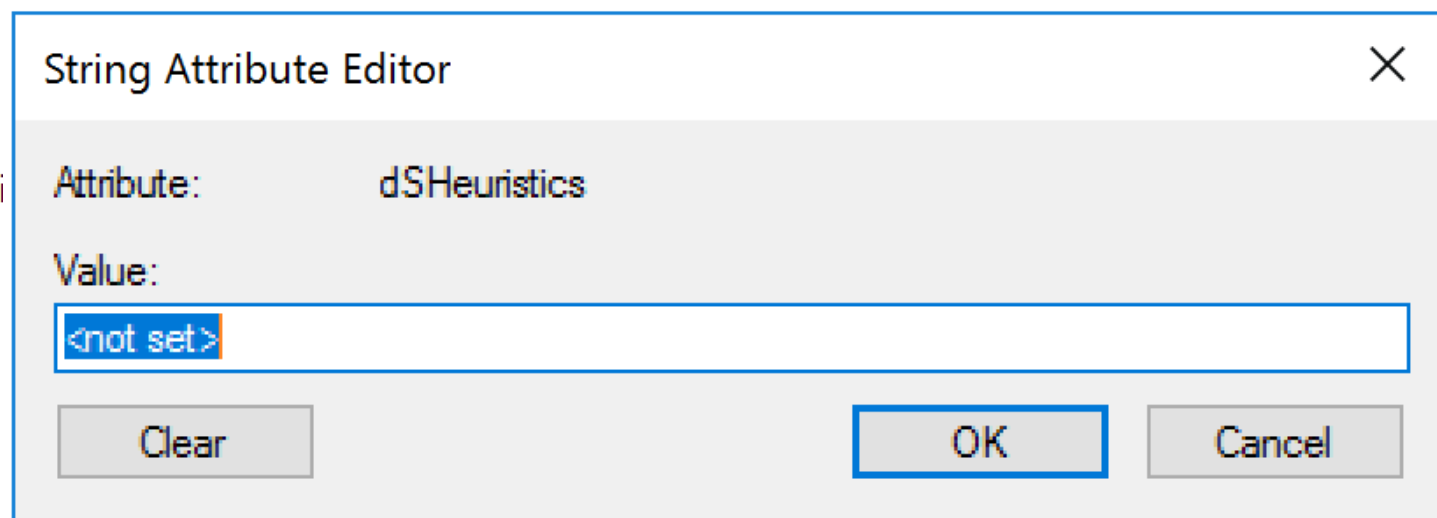 String Attribute Editor
Attribute: dSHeuristics
Value:
<not set>
Clear OK Cancel